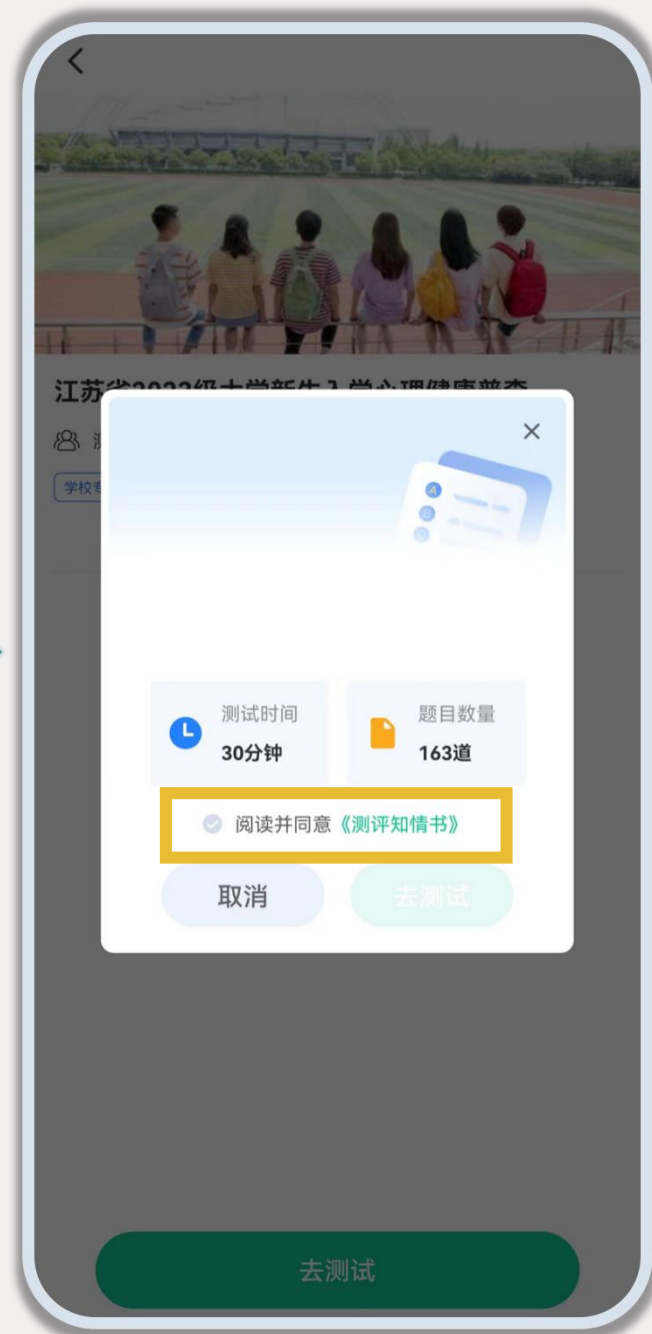 江苏省2023级大学新生入学心理健康普查
学校专
测试时间
30分钟
题目数量
163道
阅读并同意《测评知情书》
取消
去测试
去测试